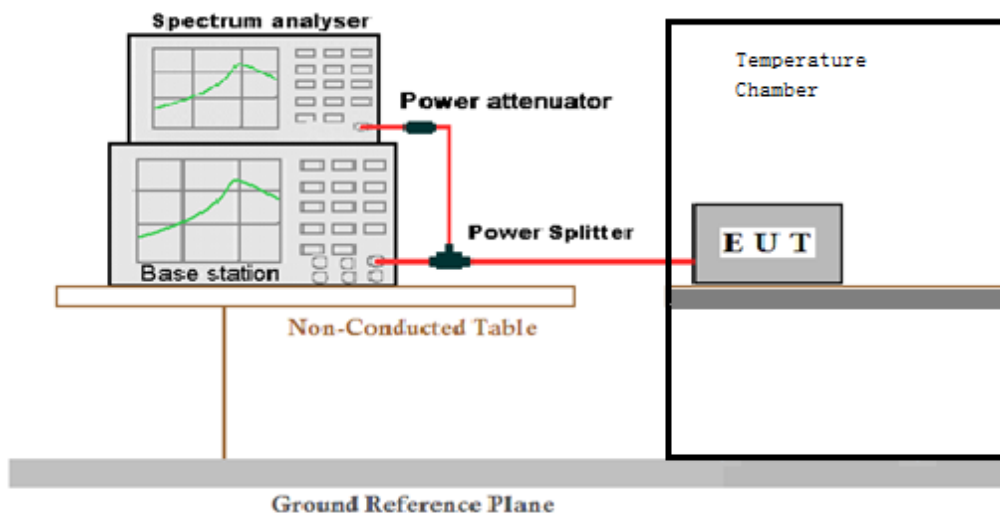 Spectrum analyser
Temperature
Chamber
Power attenuator
Power Splitter
E U T
Base station
Non-Conducted Table
Ground Reference Plane